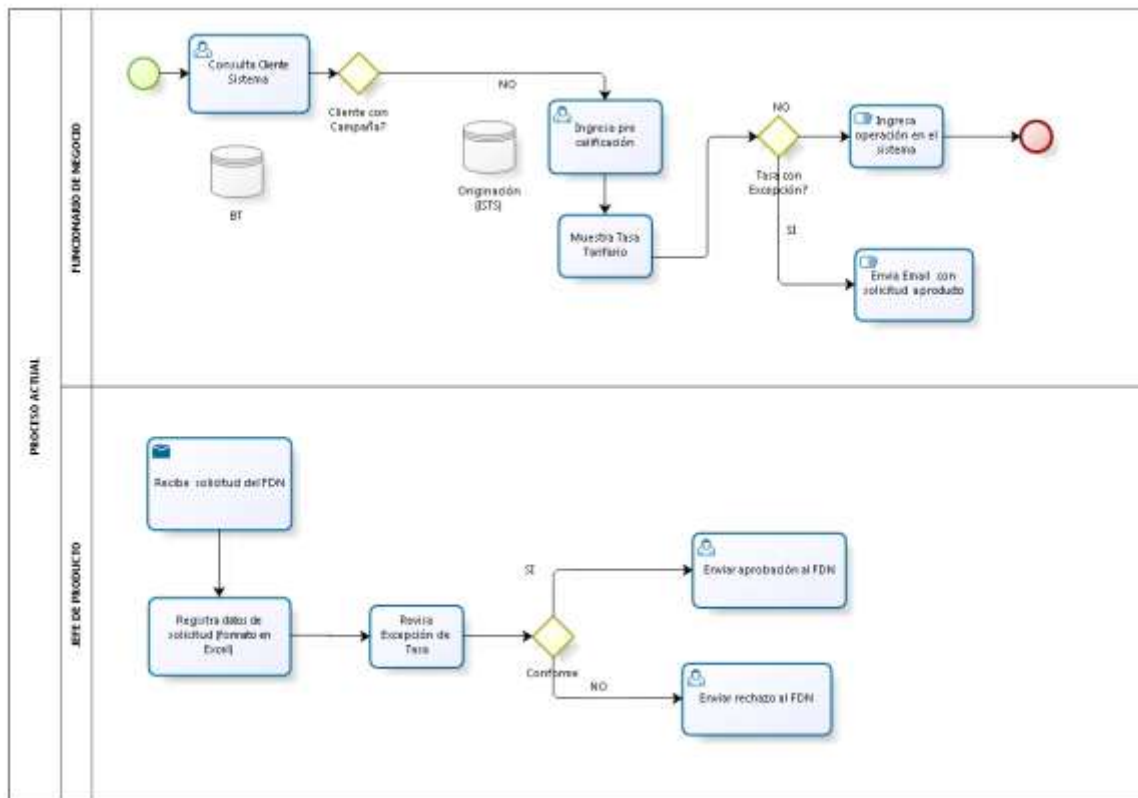 PROCESO ACTUAL
FUNCIONARIO DE NEGOCIO
Consulta Cliente
Sistema
BT
Cliente con
Campaña?
NO
Originación
(ISTS)
Ingresa pre
calificación
Muestra Tasa
Tarifario
NO
Tasa con
Excepción?
SI
Ingresa
operación en el
sistema
Envia Email con
solicitud a producto
JEFE DE PRODUCTO
Recibe solicitud del FDN
Registra datos de
solicitud (formato en
Excel)
Revisa
Excepción de
Tasa
Conforme
SI
NO
Enviar aprobación al FDN
Enviar rechazo al FDN